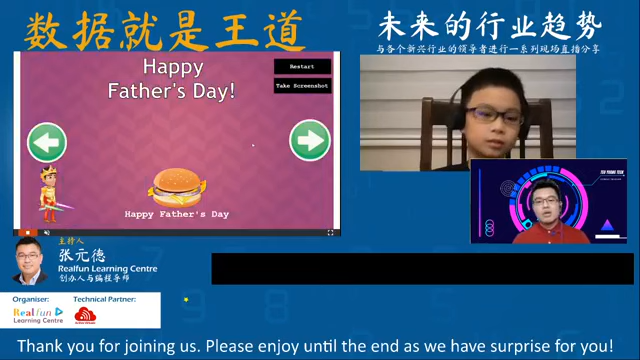 数据就是王道
未来的行业趋势
与各个新兴行业的领导者进行一系列现场直播分享
Happy
Father's Day!
Restart
Take Screenshot
Happy Father's Day
主持人
张元德
Realfun Learning Centre
创办人与编程导师
Organiser:
Technical Partner:
Realfun
Learning Centre
Thank you for joining us. Please enjoy until the end as we have surprise for you!